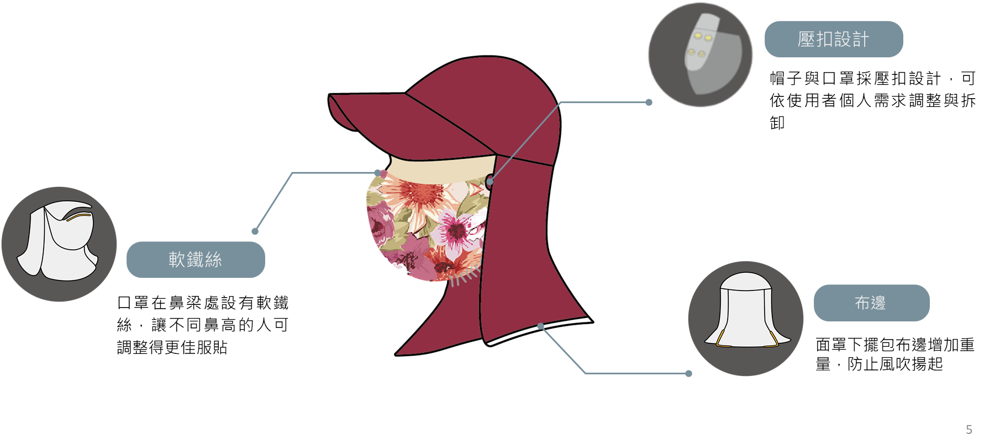 壓扣設計
帽子與口罩採壓扣設計，可
依使用者個人需求調整與拆
卸
軟鐵絲
口罩在鼻梁處設有軟鐵
絲，讓不同鼻高的人可
調整得更佳服貼
布邊
面罩下擺包布邊增加重
量，防止風吹揚起
5